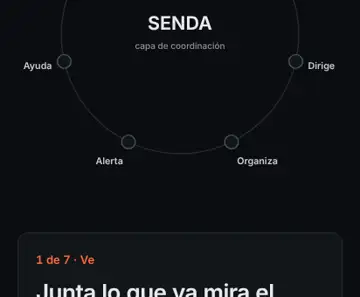 SENDA
capa de coordinación
Ayuda
Dirige
Alerta
Organiza
1 de 7 · Ve
Junta lo que ya mira el